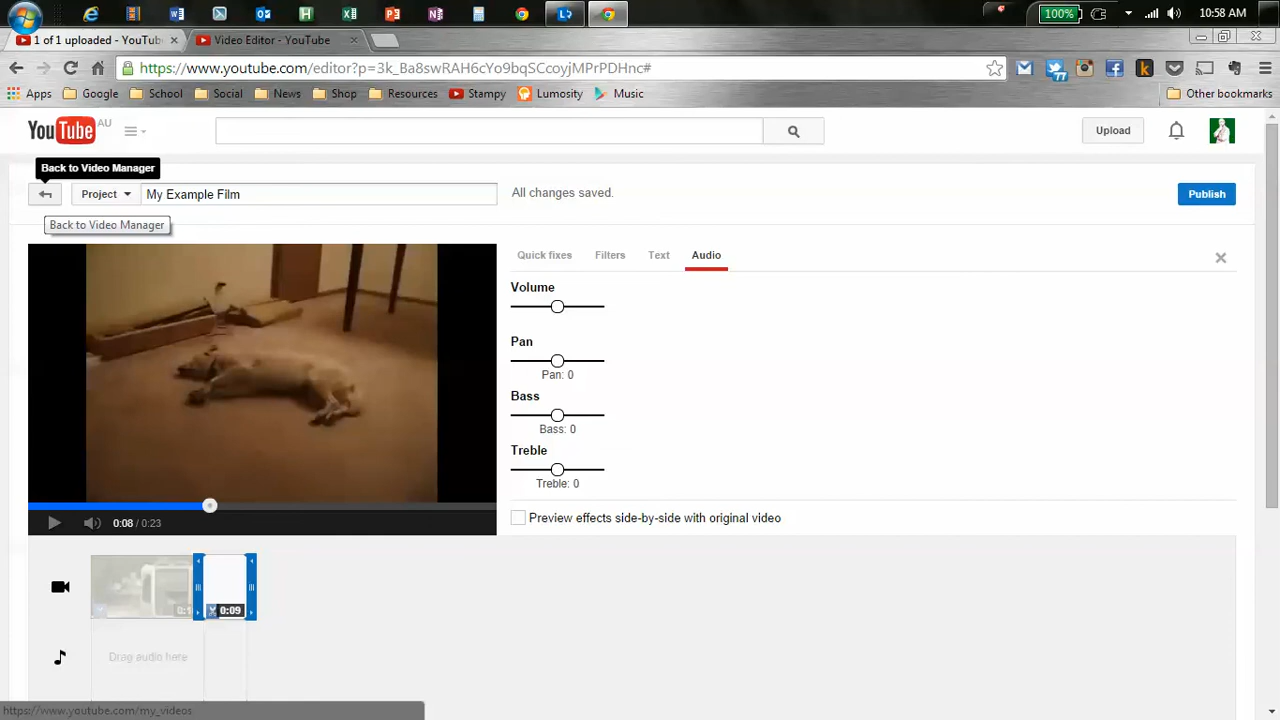 100%
10:58 AM
1 of 1 uploaded - YouTub
Video Editor - YouTube
https://www.youtube.com/editor?p=3k_Ba8swRAH6cYo9bqSCcoyjMPrPDHnc#
77
Apps
Google
School
Social
News
Shop
Resources
Stampy
Lumosity
Music
Other bookmarks
YouTube AU
Upload
Back to Video Manager
Project
My Example Film
All changes saved.
Publish
Back to Video Manager
Quick fixes
Filters
Text
Audio
Volume
Pan
Pan: 0
Bass
Bass: 0
Treble
Treble: 0
Preview effects side-by-side with original video
0:08 / 0:23
0:09
Drag audio here
https://www.youtube.com/my_videos